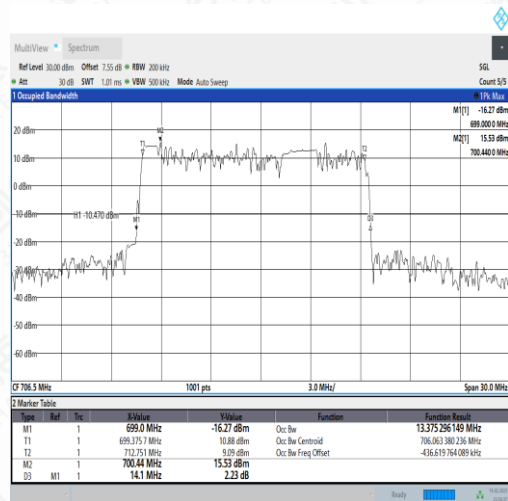 MultiView Spectrum
Ref Level 30.00 dBm Offset 7.55 dB RBW 200 kHz SGL
Att 30 dB SWT 1.01 ms VBW 500 kHz Mode Auto Sweep Count 5/5
1 Occupied Bandwidth 1Pk Max
M1[1] -16.27 dBm
699.000 0 MHz
M2[1] 15.53 dBm
700.440 0 MHz
20 dBm
M2
T1 T2
10 dBm
0 dBm
-10 dBm
H1 -10.470 dBm
M1 D3
-20 dBm
-30 dBm
-40 dBm
-50 dBm
-60 dBm
CF 706.5 MHz 1001 pts 3.0 MHz/ Span 30.0 MHz
2 Marker Table
Type Ref Trc X-Value Y-Value Function Function Result
M1 1 699.0 MHz -16.27 dBm Occ Bw 13.375 296 149 MHz
T1 1 699.375 7 MHz 10.88 dBm Occ Bw Centroid 706.063 380 236 MHz
T2 1 712.751 MHz 9.09 dBm Occ Bw Freq Offset -436.619 764 089 kHz
M2 1 700.44 MHz 15.53 dBm
D3 M1 1 14.1 MHz 2.23 dB
Ready